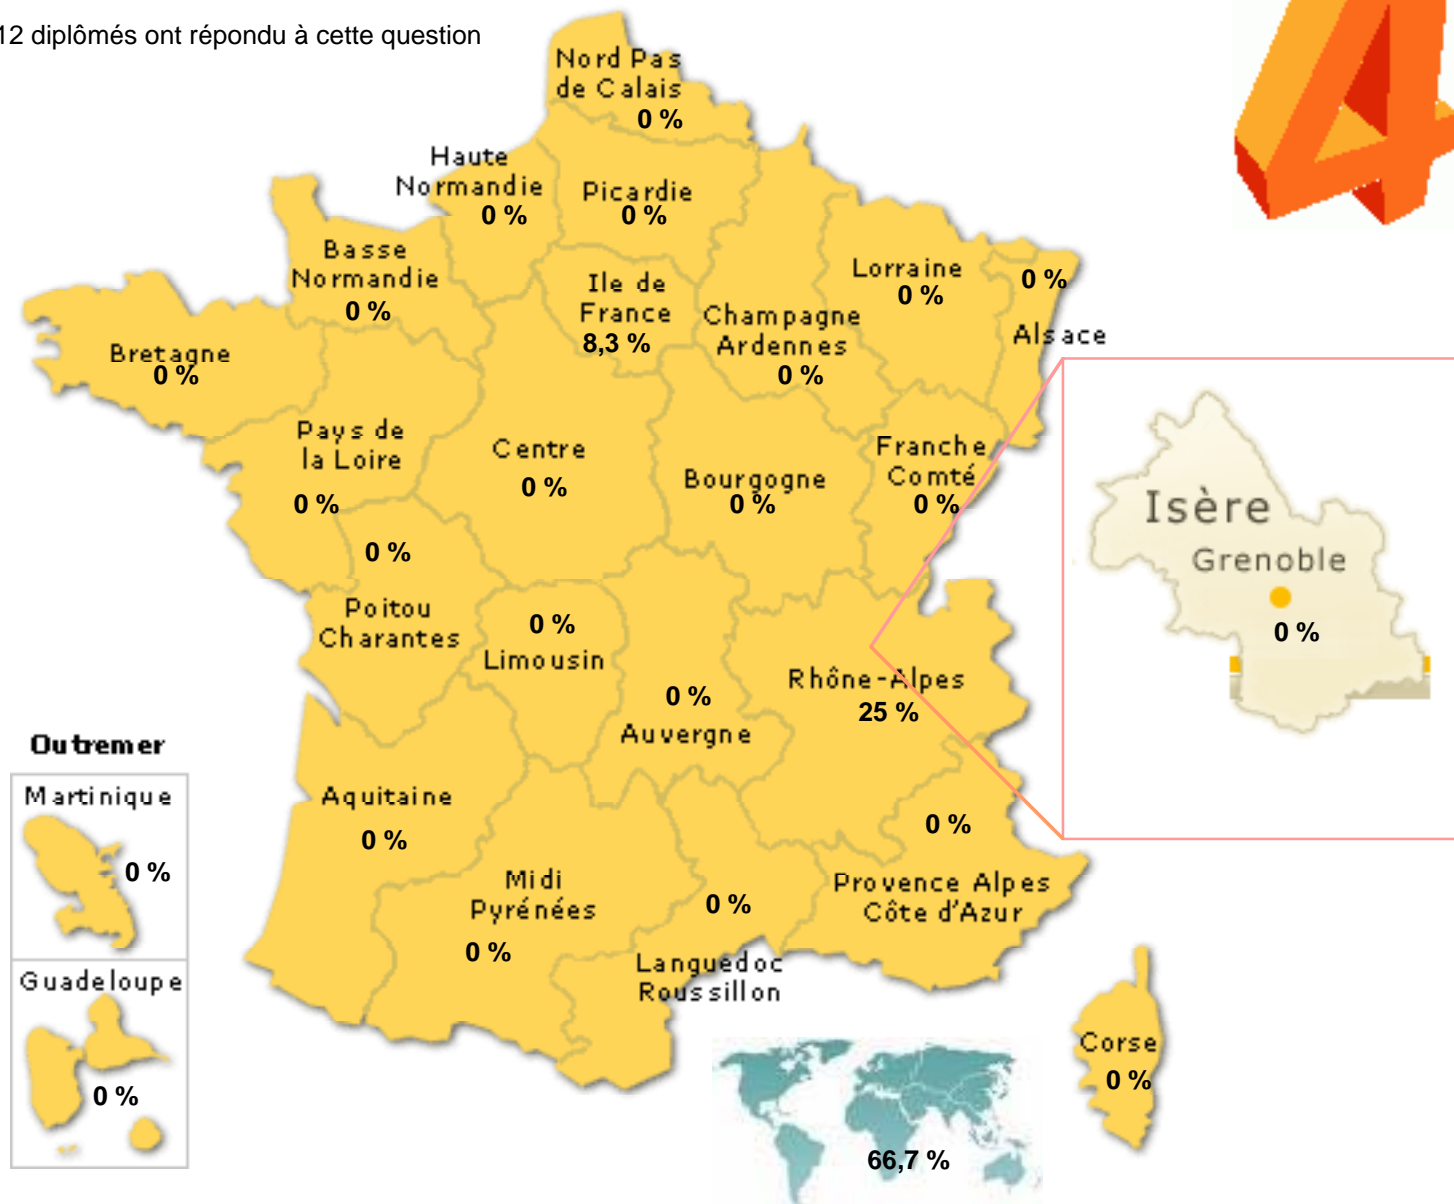 12 diplômés ont répondu à cette question
4
Nord Pas
de Calais
0 %
Haute
Normandie
0 %
Picardie
0 %
Basse
Normandie
0 %
Ile de
France
8,3 %
Champagne
Ardennes
0 %
Lorraine
0 %
0 %
Alsace
Bretagne
0 %
Pays de
la Loire
0 %
Centre
0 %
Bourgogne
0 %
Franche
Comté
0 %
Isère
Grenoble
0 %
0 %
Poitou
Charantes
0 %
Limousin
0 %
Auvergne
Rhône-Alpes
25 %
Outremer
Martinique
0 %
Guadeloupe
0 %
Aquitaine
0 %
Midi
Pyrénées
0 %
0 %
Languedoc
Roussillon
0 %
Provence Alpes
Côte d'Azur
Corse
0 %
66,7 %